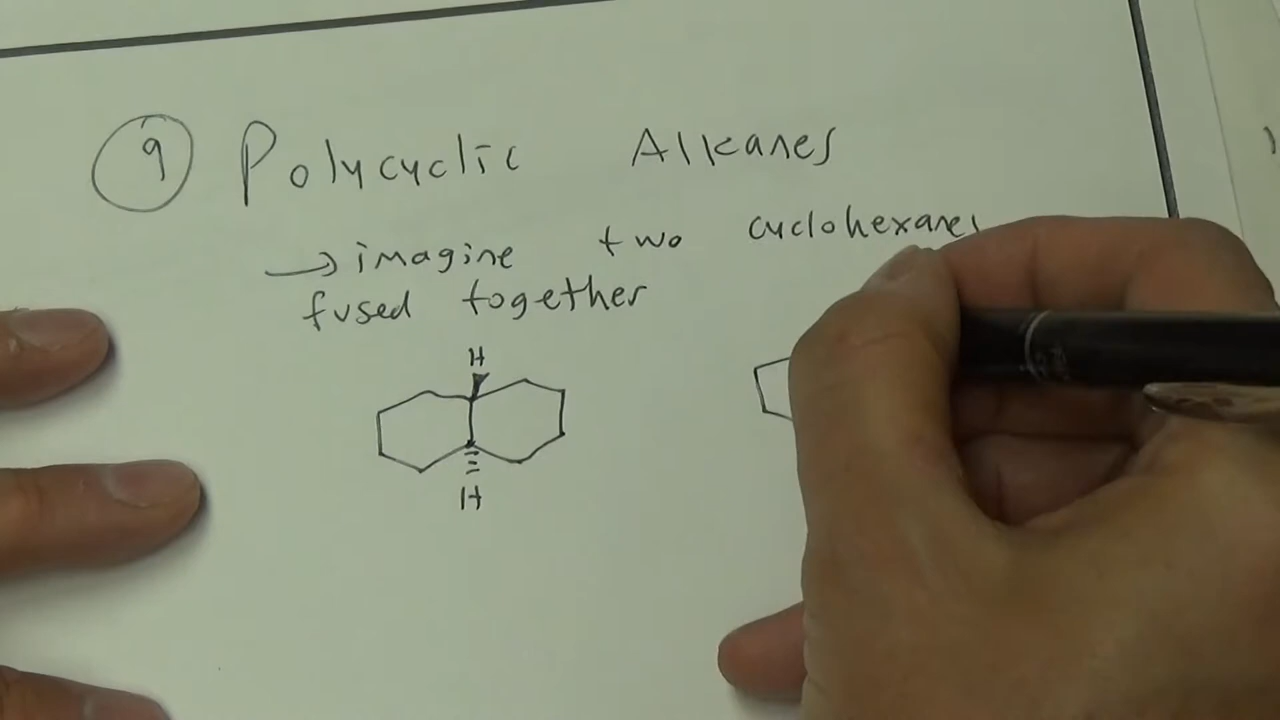 9 Polycyclic Alkanes
→ imagine two cyclohexanes
fused together
H
H